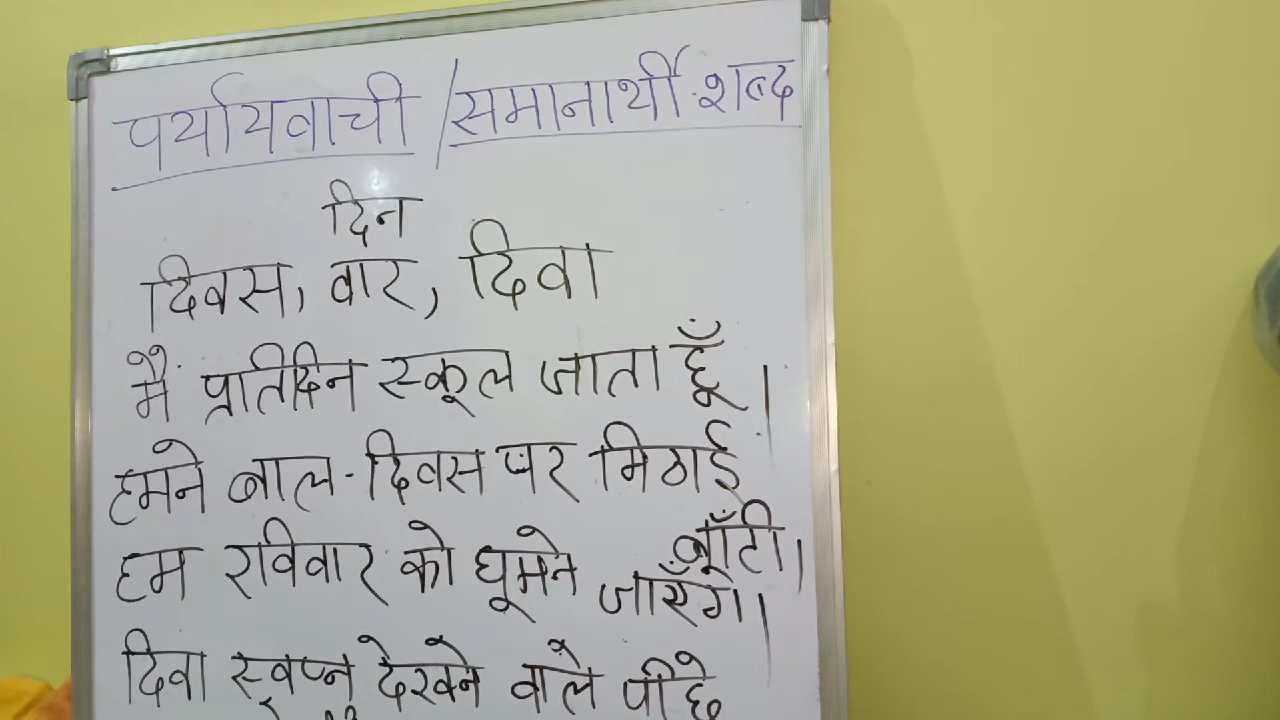 पर्यायवाची / समानार्थी शब्द
दिन
दिवस, वार, दिवा
मैं प्रतिदिन स्कूल जाता हूँ।
हमने बाल-दिवस पर मिठाई
बाँटी।
हम रविवार को घूमने जाएँगे।
दिवा स्वप्न देखने वाले पीछे